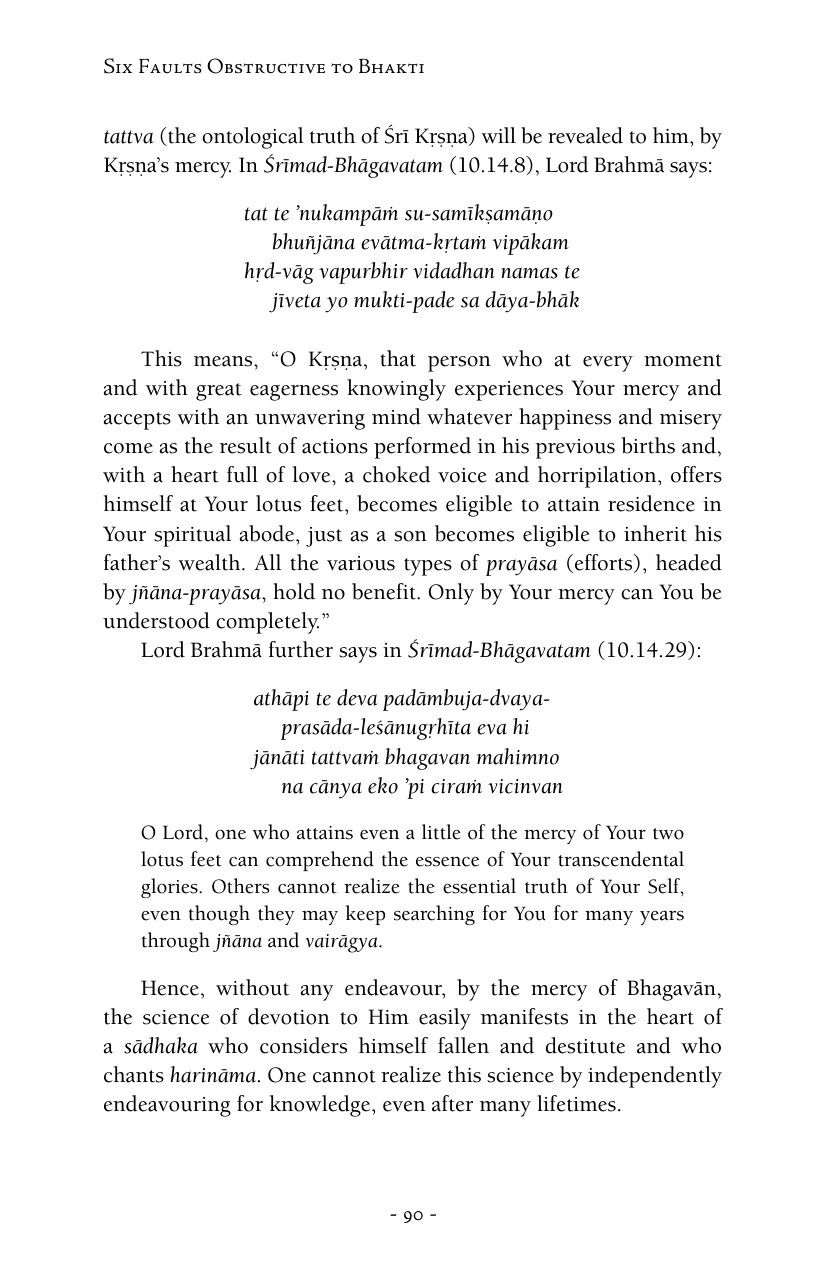 Six Faults Obstructive to Bhakti
tattva (the ontological truth of Śrī Kṛṣṇa) will be revealed to him, by
Kṛṣṇa’s mercy. In Śrīmad-Bhāgavatam (10.14.8), Lord Brahmā says:
tat te ’nukampāṁ su-samīkṣamāṇo
bhuñjāna evātma-kṛtaṁ vipākam
hṛd-vāg vapurbhir vidadhan namas te
jīveta yo mukti-pade sa dāya-bhāk
This means, “O Kṛṣṇa, that person who at every moment
and with great eagerness knowingly experiences Your mercy and
accepts with an unwavering mind whatever happiness and misery
come as the result of actions performed in his previous births and,
with a heart full of love, a choked voice and horripilation, offers
himself at Your lotus feet, becomes eligible to attain residence in
Your spiritual abode, just as a son becomes eligible to inherit his
father’s wealth. All the various types of prayāsa (efforts), headed
by jñāna-prayāsa, hold no benefit. Only by Your mercy can You be
understood completely.”
Lord Brahmā further says in Śrīmad-Bhāgavatam (10.14.29):
athāpi te deva padāmbuja-dvaya-
prasāda-leśānugṛhīta eva hi
jānāti tattvaṁ bhagavan mahimno
na cānya eko ’pi ciraṁ vicinvan
O Lord, one who attains even a little of the mercy of Your two
lotus feet can comprehend the essence of Your transcendental
glories. Others cannot realize the essential truth of Your Self,
even though they may keep searching for You for many years
through jñāna and vairāgya.
Hence, without any endeavour, by the mercy of Bhagavān,
the science of devotion to Him easily manifests in the heart of
a sādhaka who considers himself fallen and destitute and who
chants harināma. One cannot realize this science by independently
endeavouring for knowledge, even after many lifetimes.
- 90 -